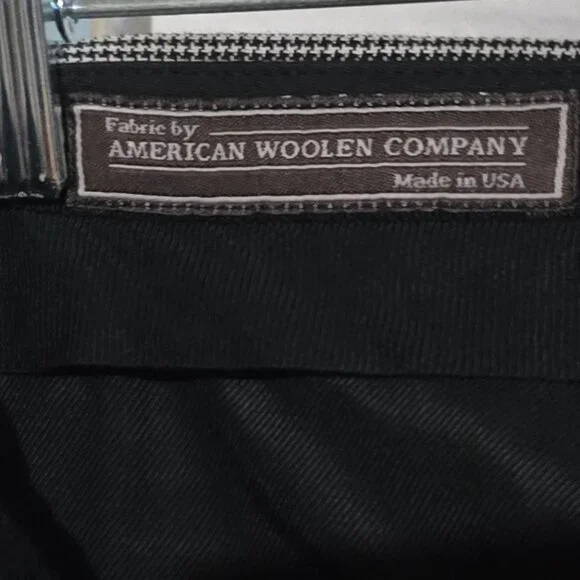 Fabric by
AMERICAN WOOLEN COMPANY
Made in USA